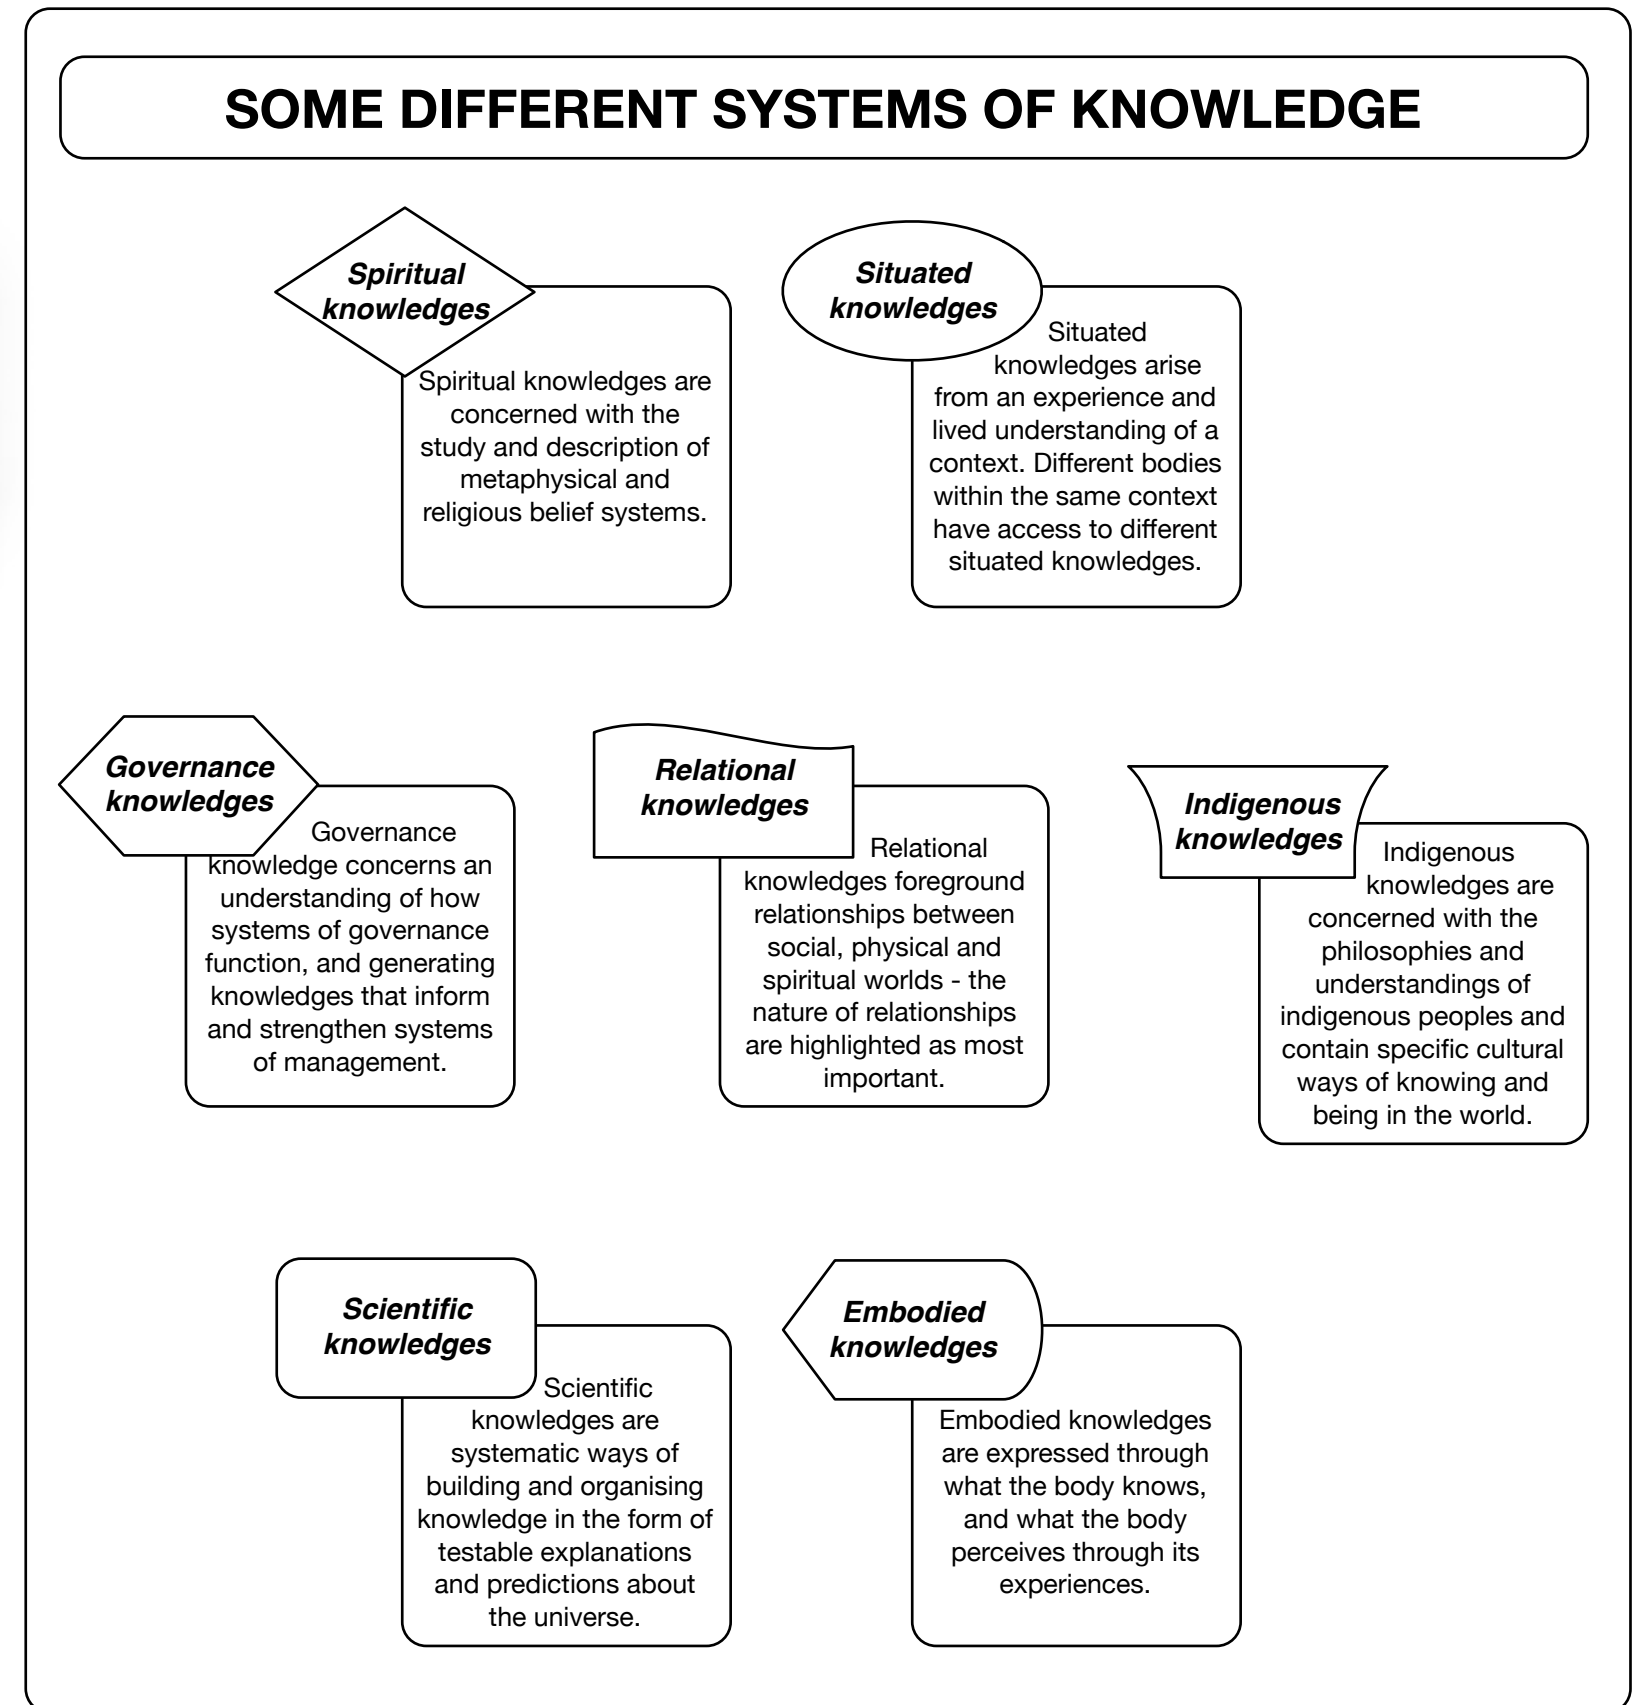 SOME DIFFERENT SYSTEMS OF KNOWLEDGE
Spiritual
knowledges
Spiritual knowledges are
concerned with the
study and description of
metaphysical and
religious belief systems.
Situated
knowledges
Situated
knowledges arise
from an experience and
lived understanding of a
context. Different bodies
within the same context
have access to different
situated knowledges.
Governance
knowledges
Governance
knowledge concerns an
understanding of how
systems of governance
function, and generating
knowledges that inform
and strengthen systems
of management.
Relational
knowledges
Relational
knowledges foreground
relationships between
social, physical and
spiritual worlds - the
nature of relationships
are highlighted as most
important.
Indigenous
knowledges
Indigenous
knowledges are
concerned with the
philosophies and
understandings of
indigenous peoples and
contain specific cultural
ways of knowing and
being in the world.
Scientific
knowledges
Scientific
knowledges are
systematic ways of
building and organising
knowledge in the form of
testable explanations
and predictions about
the universe.
Embodied
knowledges
Embodied knowledges
are expressed through
what the body knows,
and what the body
perceives through its
experiences.